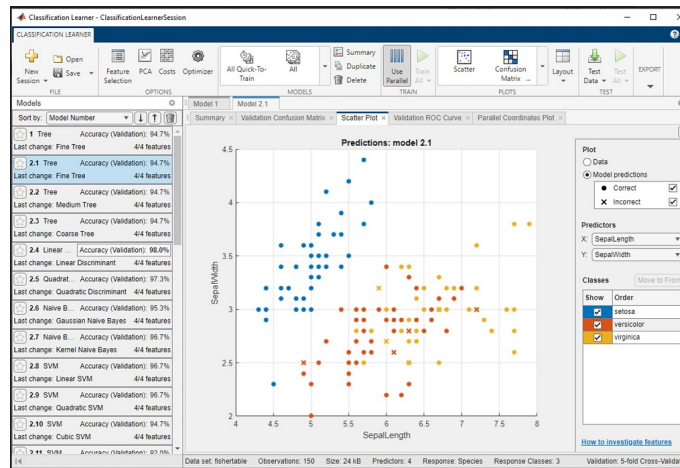 Classification Learner - ClassificationLearnerSession
CLASSIFICATION LEARNER
New Session
Open
Save
FILE
Feature Selection
PCA
Costs
Optimizer
OPTIONS
All Quick-To-Train
All
Summary
Duplicate
Delete
MODELS
Use Parallel
Train All
TRAIN
Scatter
Confusion Matrix ...
Layout
PLOTS
Test Data
Test All
TEST
EXPORT
Models
Sort by: Model Number
1 Tree Accuracy (Validation): 94.7%
Last change: Fine Tree 4/4 features
2.1 Tree Accuracy (Validation): 94.7%
Last change: Fine Tree 4/4 features
2.2 Tree Accuracy (Validation): 94.7%
Last change: Medium Tree 4/4 features
2.3 Tree Accuracy (Validation): 94.7%
Last change: Coarse Tree 4/4 features
2.4 Linear ... Accuracy (Validation): 98.0%
Last change: Linear Discriminant 4/4 features
2.5 Quadrat... Accuracy (Validation): 97.3%
Last change: Quadratic Discriminant 4/4 features
2.6 Naive B... Accuracy (Validation): 95.3%
Last change: Gaussian Naive Bayes 4/4 features
2.7 Naive B... Accuracy (Validation): 96.7%
Last change: Kernel Naive Bayes 4/4 features
2.8 SVM Accuracy (Validation): 96.7%
Last change: Linear SVM 4/4 features
2.9 SVM Accuracy (Validation): 96.7%
Last change: Quadratic SVM 4/4 features
2.10 SVM Accuracy (Validation): 94.7%
Last change: Cubic SVM 4/4 features
Model 1
Model 2.1
Summary
Validation Confusion Matrix
Scatter Plot
Validation ROC Curve
Parallel Coordinates Plot
Predictions: model 2.1
4.5
4
3.5
3
2.5
2
SepalWidth
4 4.5 5 5.5 6 6.5 7 7.5 8
SepalLength
Plot
Data
Model predictions
Correct
Incorrect
Predictors
X: SepalLength
Y: SepalWidth
Classes
Move to Front
Show Order
setosa
versicolor
virginica
How to investigate features
Data set: fishertable Observations: 150 Size: 24 kB Predictors: 4 Response: Species Response Classes: 3 Validation: 5-fold Cross-Validat